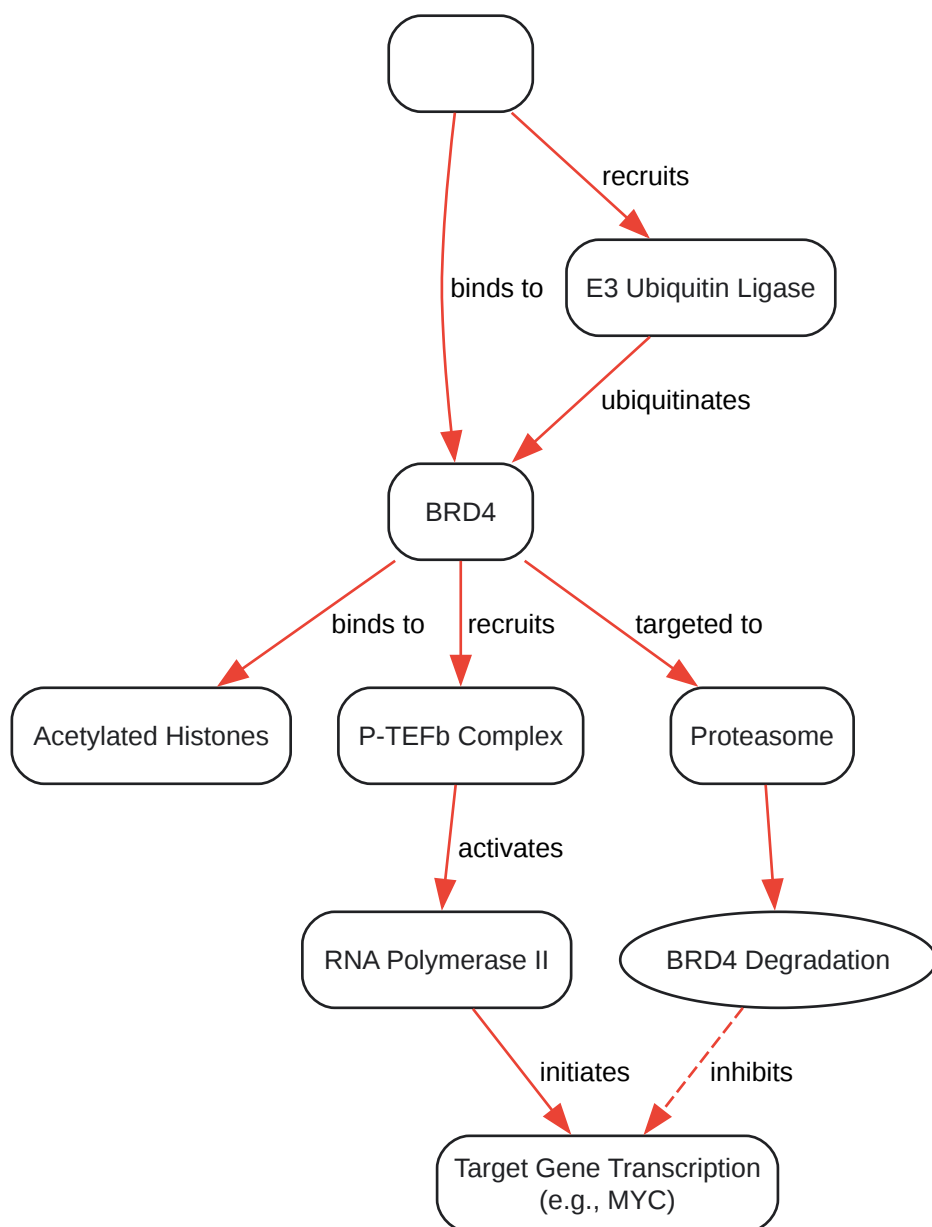 recruits
binds to
E3 Ubiquitin Ligase
ubiquitinates
BRD4
binds to
recruits
targeted to
Acetylated Histones
P-TEFb Complex
Proteasome
activates
RNA Polymerase II
BRD4 Degradation
initiates
inhibits
Target Gene Transcription
(e.g., MYC)